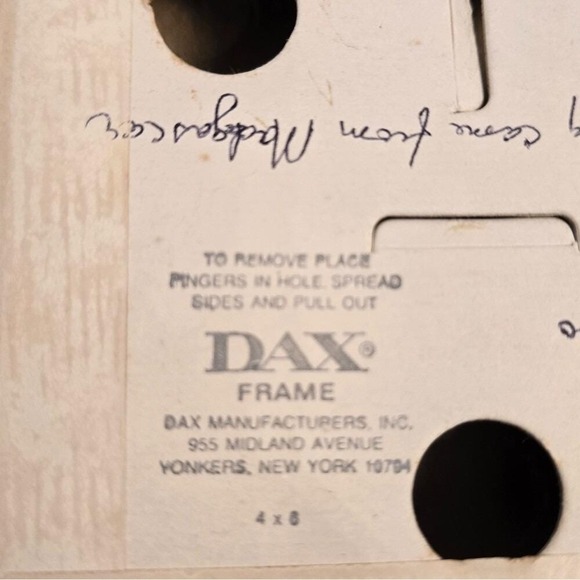 came from Madagascar
TO REMOVE PLACE
FINGERS IN HOLE, SPREAD
SIDES AND PULL OUT
DAX®
FRAME
DAX MANUFACTURERS, INC.
955 MIDLAND AVENUE
YONKERS, NEW YORK 10704
4 x 6